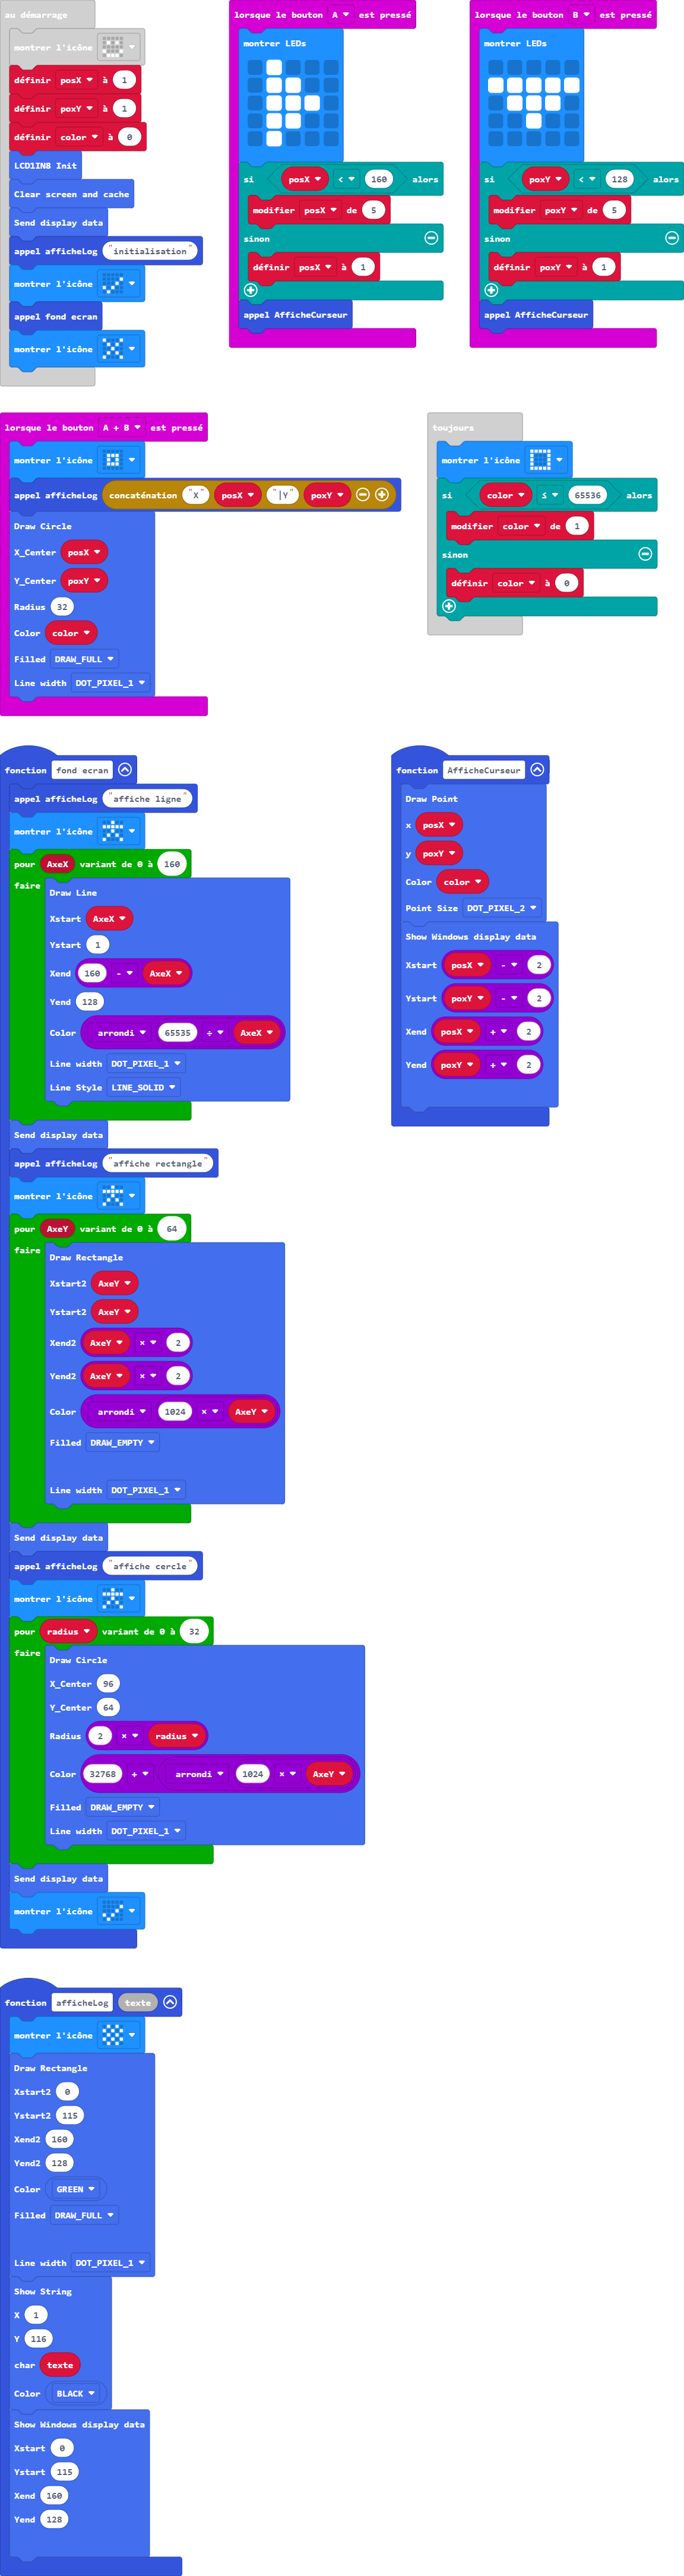 au démarrage
montrer l'icône
définir posX à 1
définir poxY à 1
définir color à 0
LCD1IN8 Init
Clear screen and cache
Send display data
appel afficheLog "initialisation"
montrer l'icône
appel fond ecran
montrer l'icône
lorsque le bouton A est pressé
montrer LEDs
si posX < 160 alors
modifier posX de 5
sinon
définir posX à 1
appel AfficheCurseur
lorsque le bouton B est pressé
montrer LEDs
si poxY < 128 alors
modifier poxY de 5
sinon
définir poxY à 1
appel AfficheCurseur
lorsque le bouton A + B est pressé
montrer l'icône
appel afficheLog concaténation "X" posX "|Y" poxY
Draw Circle
X_Center posX
Y_Center poxY
Radius 32
Color color
Filled DRAW_FULL
Line width DOT_PIXEL_1
toujours
montrer l'icône
si color ≤ 65536 alors
modifier color de 1
sinon
définir color à 0
fonction fond ecran
appel afficheLog "affiche ligne"
montrer l'icône
pour AxeX variant de 0 à 160
faire
Draw Line
Xstart AxeX
Ystart 1
Xend 160 - AxeX
Yend 128
Color arrondi 65535 ÷ AxeX
Line width DOT_PIXEL_1
Line Style LINE_SOLID
Send display data
appel afficheLog "affiche rectangle"
montrer l'icône
pour AxeY variant de 0 à 64
faire
Draw Rectangle
Xstart2 AxeY
Ystart2 AxeY
Xend2 AxeY × 2
Yend2 AxeY × 2
Color arrondi 1024 × AxeY
Filled DRAW_EMPTY
Line width DOT_PIXEL_1
Send display data
appel afficheLog "affiche cercle"
montrer l'icône
pour radius variant de 0 à 32
faire
Draw Circle
X_Center 96
Y_Center 64
Radius 2 × radius
Color 32768 + arrondi 1024 × AxeY
Filled DRAW_EMPTY
Line width DOT_PIXEL_1
Send display data
montrer l'icône
fonction AfficheCurseur
Draw Point
x posX
y poxY
Color color
Point Size DOT_PIXEL_2
Show Windows display data
Xstart posX - 2
Ystart poxY - 2
Xend posX + 2
Yend poxY + 2
fonction afficheLog texte
montrer l'icône
Draw Rectangle
Xstart2 0
Ystart2 115
Xend2 160
Yend2 128
Color GREEN
Filled DRAW_FULL
Line width DOT_PIXEL_1
Show String
X 1
Y 116
char texte
Color BLACK
Show Windows display data
Xstart 0
Ystart 115
Xend 160
Yend 128